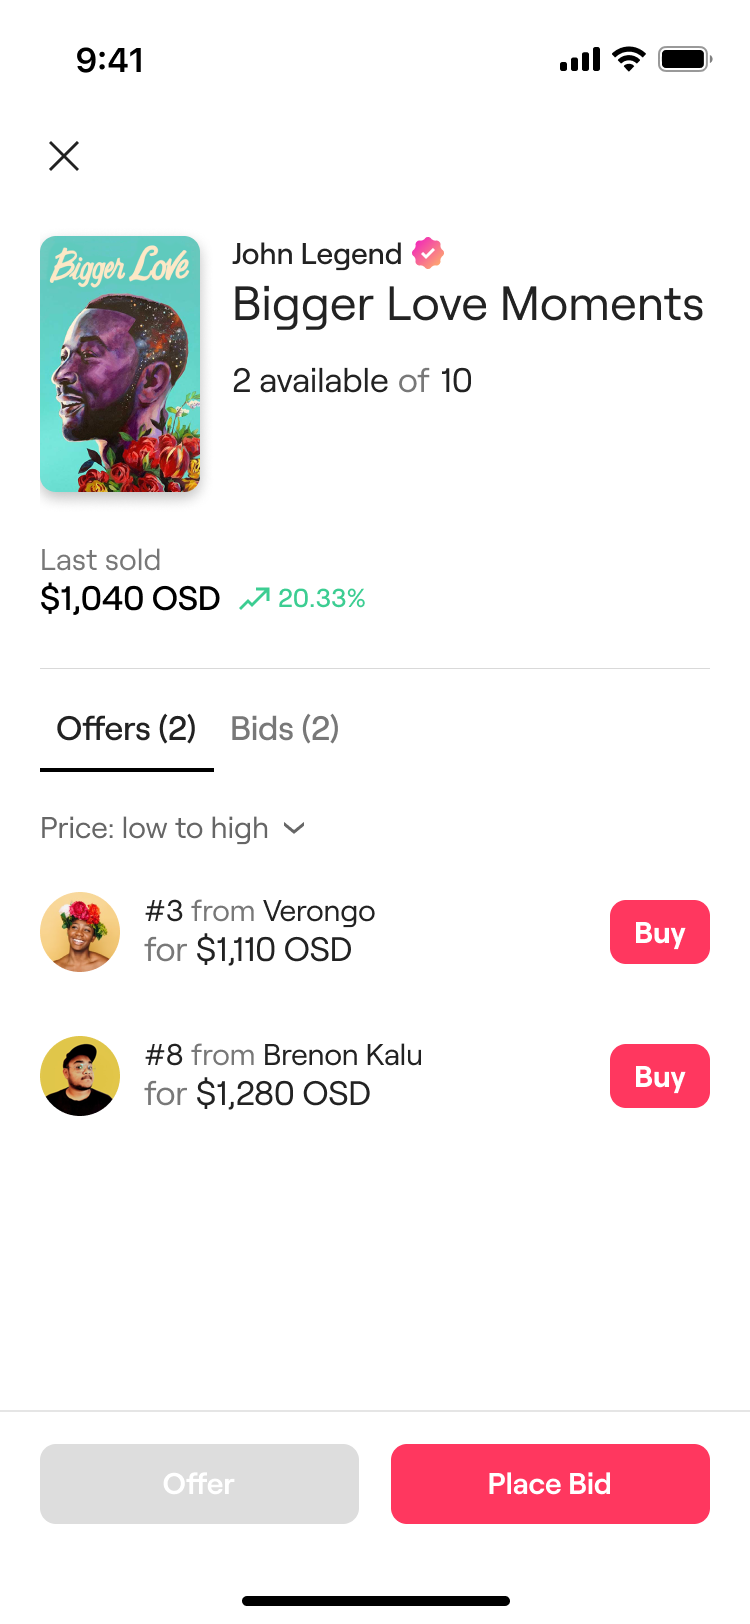 9:41
Bigger Love
John Legend
Bigger Love Moments
2 available of 10
Last sold
$1,040 OSD 20.33%
Offers (2) Bids (2)
Price: low to high
#3 from Verongo
for $1,110 OSD
Buy
#8 from Brenon Kalu
for $1,280 OSD
Buy
Offer Place Bid